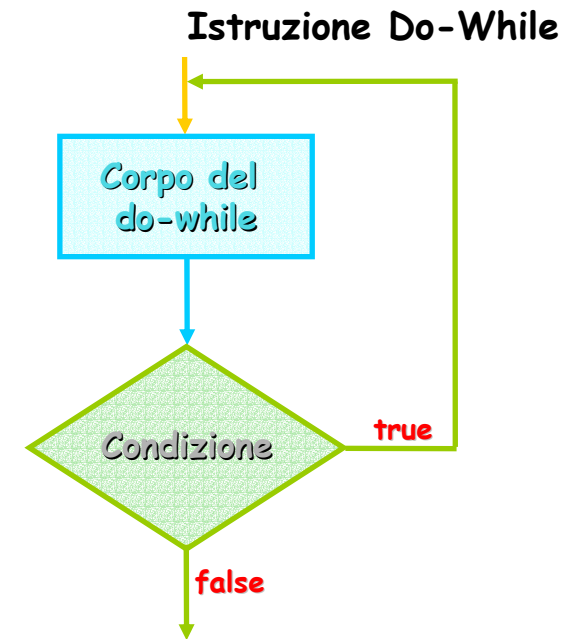 Istruzione Do-While
Corpo del
do-while
Condizione
true
false